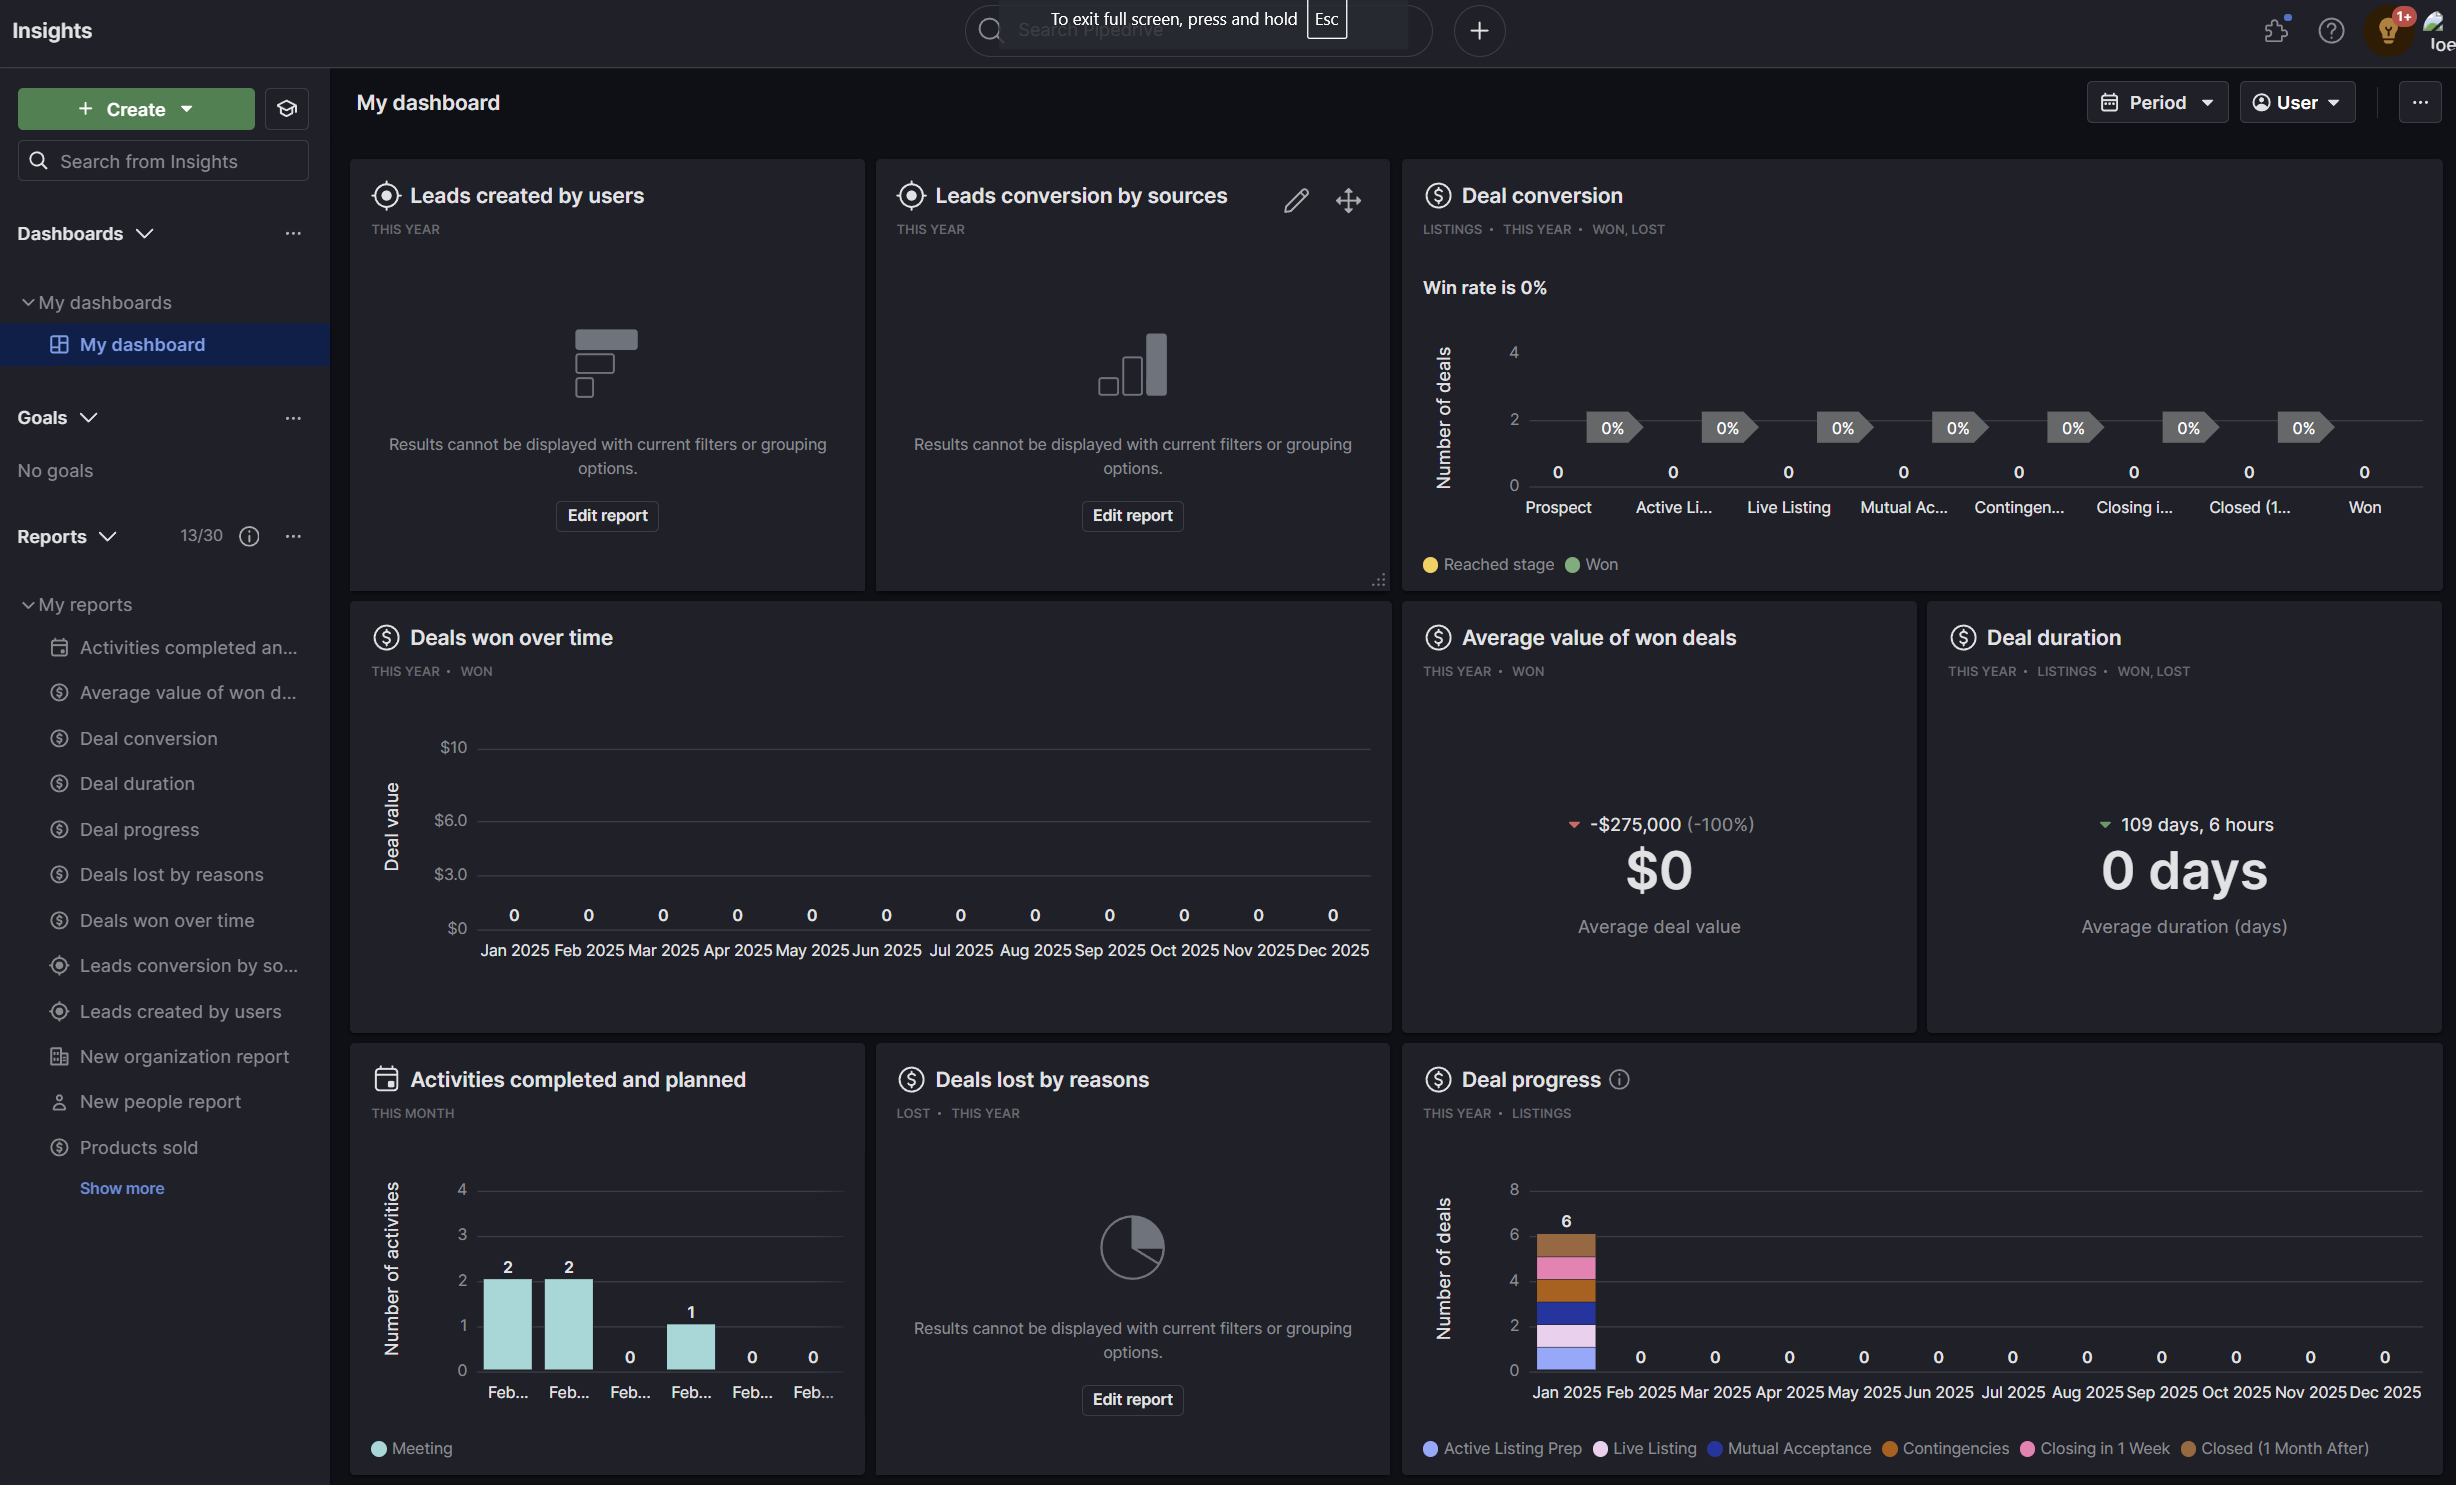 Insights
Search Pipedrive
To exit full screen, press and hold Esc
1+
Joe
+ Create
Search from Insights
Dashboards
...
My dashboards
My dashboard
Goals
...
No goals
Reports
13/30
...
My reports
Activities completed an...
Average value of won d...
Deal conversion
Deal duration
Deal progress
Deals lost by reasons
Deals won over time
Leads conversion by so...
Leads created by users
New organization report
New people report
Products sold
Show more
My dashboard
Period
User
...
Leads created by users
THIS YEAR
Results cannot be displayed with current filters or grouping
options.
Edit report
Leads conversion by sources
THIS YEAR
Results cannot be displayed with current filters or grouping
options.
Edit report
Deal conversion
LISTINGS • THIS YEAR • WON, LOST
Win rate is 0%
Number of deals
4
2
0
0% 0% 0% 0% 0% 0% 0%
0 0 0 0 0 0 0 0
Prospect Active Li... Live Listing Mutual Ac... Contingen... Closing i... Closed (1... Won
Reached stage Won
Deals won over time
THIS YEAR • WON
Deal value
$10
$6.0
$3.0
$0
0 0 0 0 0 0 0 0 0 0 0 0
Jan 2025 Feb 2025 Mar 2025 Apr 2025 May 2025 Jun 2025 Jul 2025 Aug 2025 Sep 2025 Oct 2025 Nov 2025 Dec 2025
Average value of won deals
THIS YEAR • WON
-$275,000 (-100%)
$0
Average deal value
Deal duration
THIS YEAR • LISTINGS • WON, LOST
109 days, 6 hours
0 days
Average duration (days)
Activities completed and planned
THIS MONTH
Number of activities
4
3
2
1
0
2 2 0 1 0 0
Feb... Feb... Feb... Feb... Feb... Feb...
Meeting
Deals lost by reasons
LOST • THIS YEAR
Results cannot be displayed with current filters or grouping
options.
Edit report
Deal progress
THIS YEAR • LISTINGS
Number of deals
8
6
4
2
0
6 0 0 0 0 0 0 0 0 0 0 0
Jan 2025 Feb 2025 Mar 2025 Apr 2025 May 2025 Jun 2025 Jul 2025 Aug 2025 Sep 2025 Oct 2025 Nov 2025 Dec 2025
Active Listing Prep Live Listing Mutual Acceptance Contingencies Closing in 1 Week Closed (1 Month After)